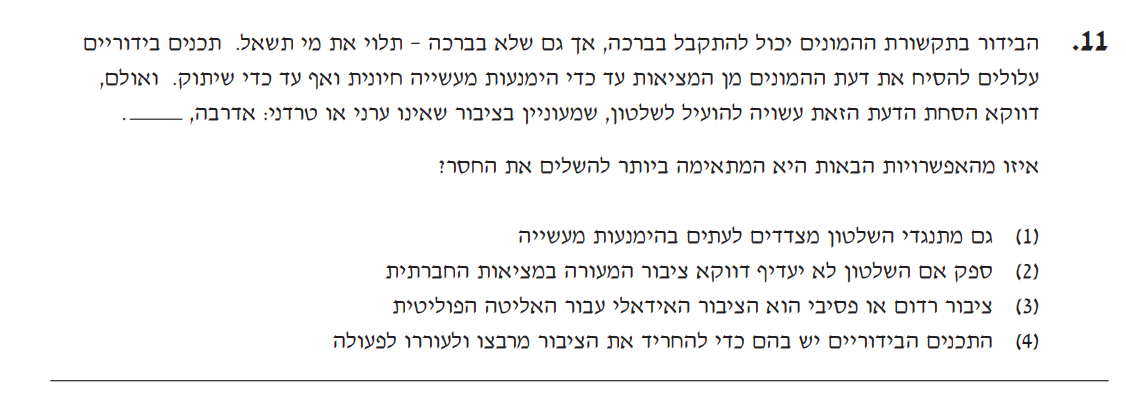 11. הבידור בתקשורת ההמונים יכול להתקבל בברכה, אך גם שלא בברכה – תלוי את מי תשאל. תכנים בידוריים
עלולים להסיח את דעת ההמונים מן המציאות עד כדי הימנעות מעשייה חיונית ואף עד כדי שיתוק. ואולם,
דווקא הסחת הדעת הזאת עשויה להועיל לשלטון, שמעוניין בציבור שאינו ערני או טרדני: אדרבה, _____.
איזו מהאפשרויות הבאות היא המתאימה ביותר להשלים את החסר?
(1) גם מתנגדי השלטון מצדדים לעתים בהימנעות מעשייה
(2) ספק אם השלטון לא יעדיף דווקא ציבור המעורה במציאות החברתית
(3) ציבור רדום או פסיבי הוא הציבור האידאלי עבור האליטה הפוליטית
(4) התכנים הבידוריים יש בהם כדי להחריד את הציבור מרבצו ולעוררו לפעולה